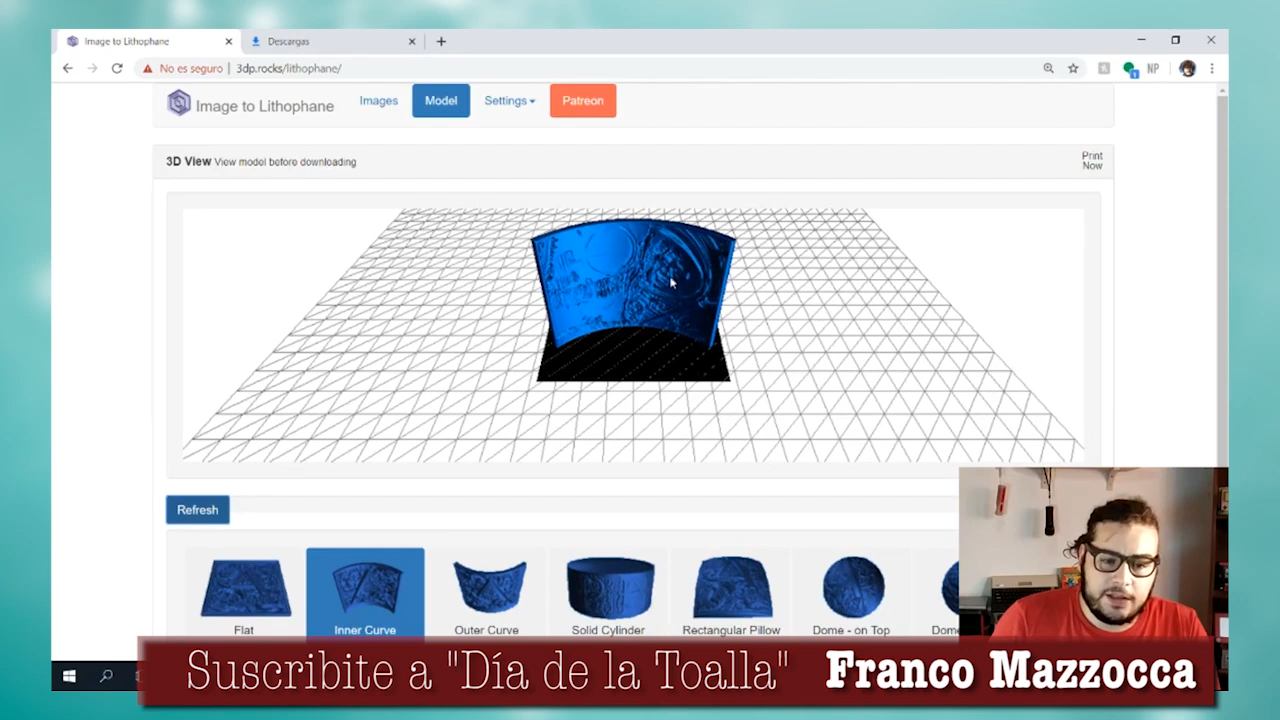 Image to Lithophane
Descargas
No es seguro | 3dp.rocks/lithophane/
NP
Image to Lithophane
Images
Model
Settings
Patreon
3D View View model before downloading
Print
Now
Refresh
Flat
Inner Curve
Outer Curve
Solid Cylinder
Rectangular Pillow
Dome - on Top
Dome
Suscribite a "Día de la Toalla"
Franco Mazzocca